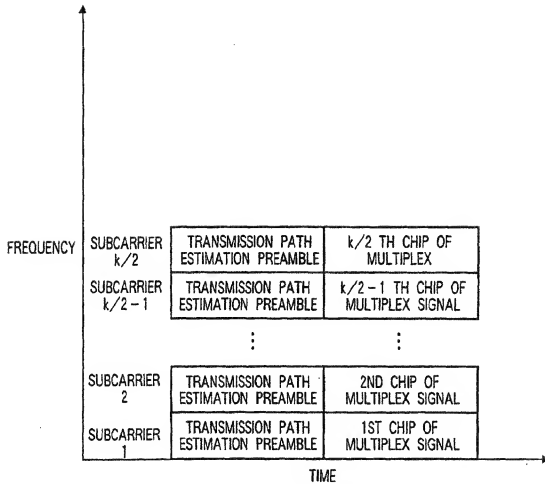 FREQUENCY
SUBCARRIER
k/2
TRANSMISSION PATH
ESTIMATION PREAMBLE
k/2 TH CHIP OF
MULTIPLEX
SUBCARRIER
k/2-1
TRANSMISSION PATH
ESTIMATION PREAMBLE
k/2-1 TH CHIP OF
MULTIPLEX SIGNAL
SUBCARRIER
2
TRANSMISSION PATH
ESTIMATION PREAMBLE
2ND CHIP OF
MULTIPLEX SIGNAL
SUBCARRIER
1
TRANSMISSION PATH
ESTIMATION PREAMBLE
1ST CHIP OF
MULTIPLEX SIGNAL
TIME